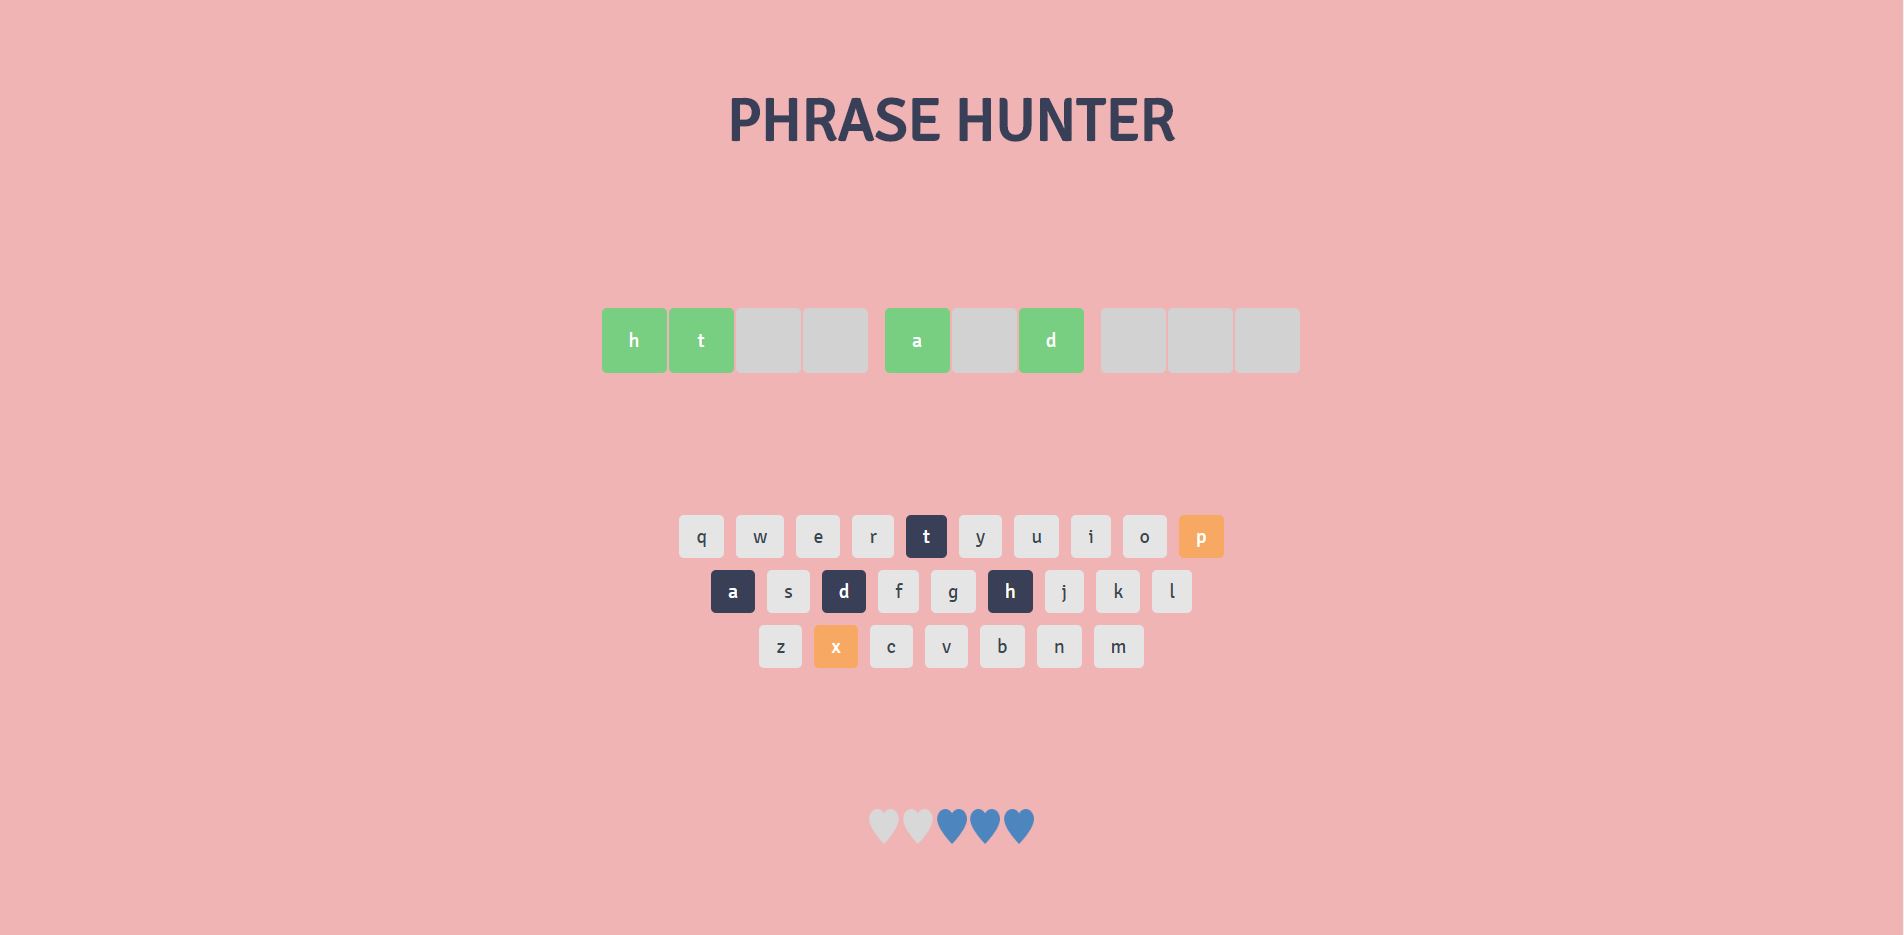 PHRASE HUNTER
h t a d
q w e r t y u i o p
a s d f g h j k l
z x c v b n m